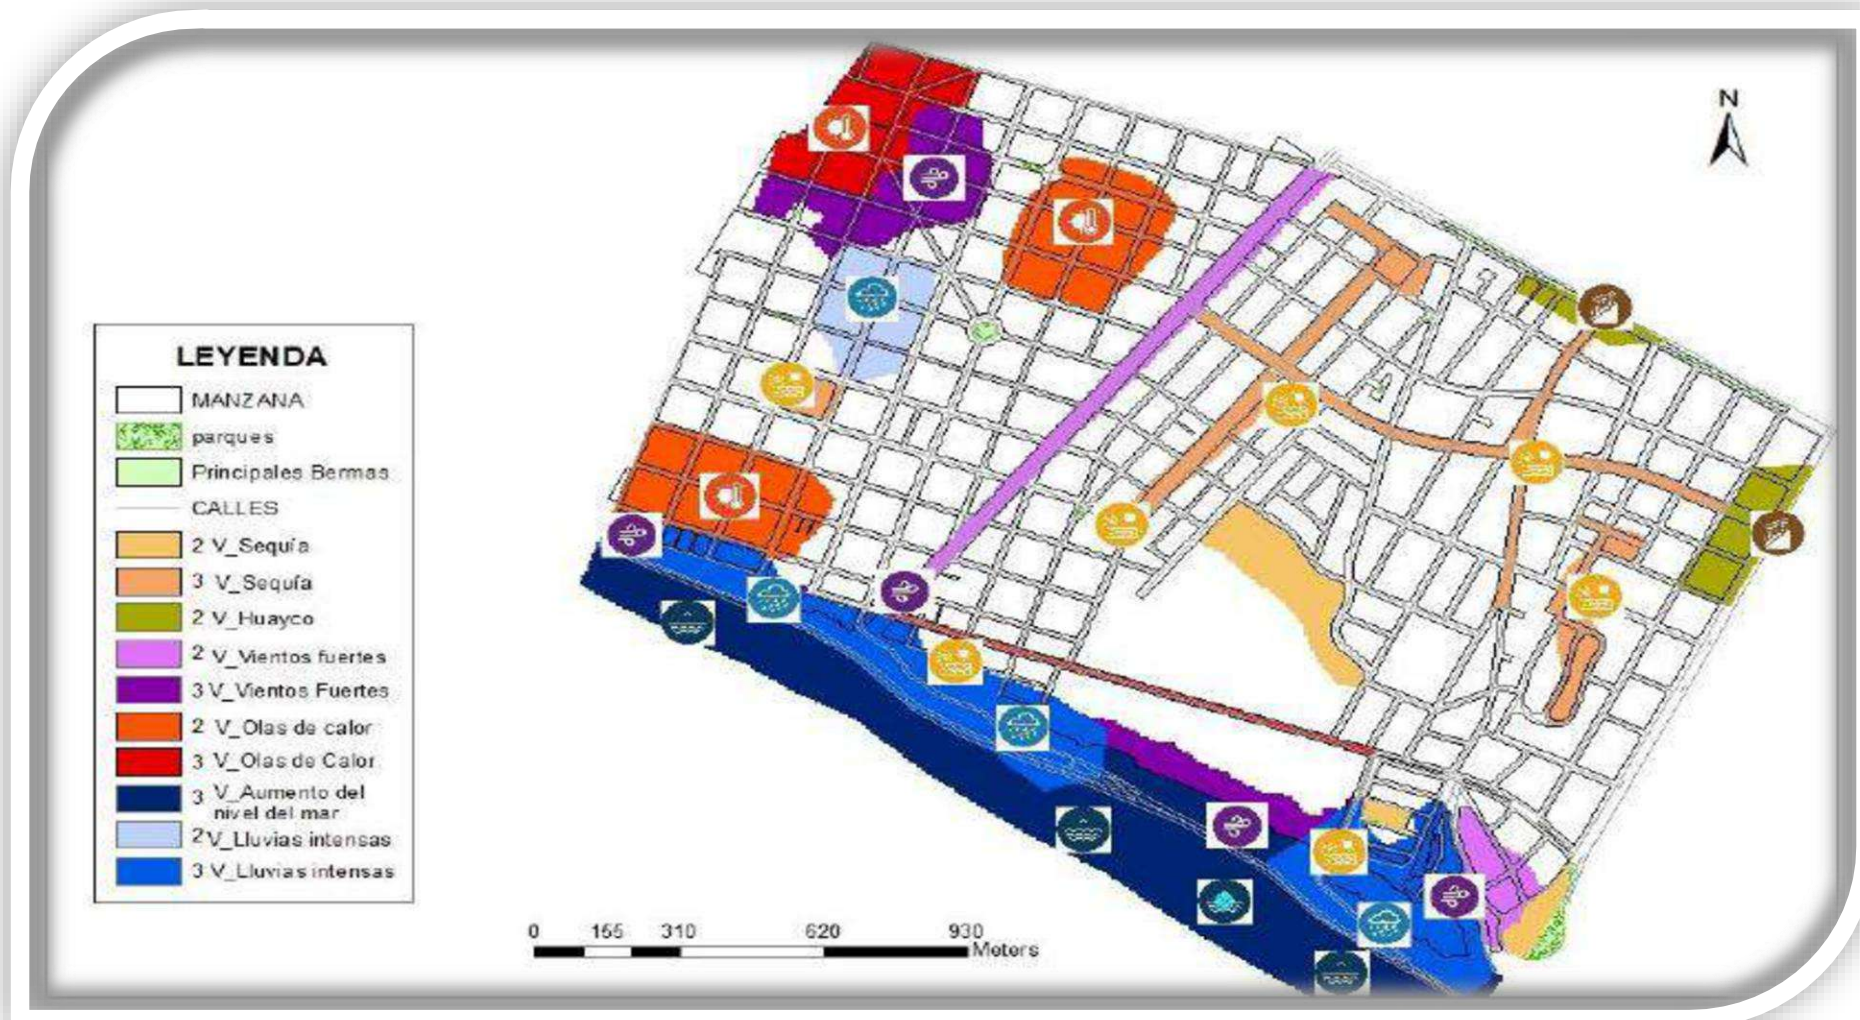 N
LEYENDA
MANZANA
parques
Principales Bermas
CALLES
2 V_Sequía
3 V_Sequía
2 V_Huayco
2 V_Vientos fuertes
3 V_Vientos Fuertes
2 V_Olas de calor
3 V_Olas de Calor
3 V_Aumento del
nivel del mar
2 V_Lluvias intensas
3 V_Lluvias intensas
0 155 310 620 930
Meters